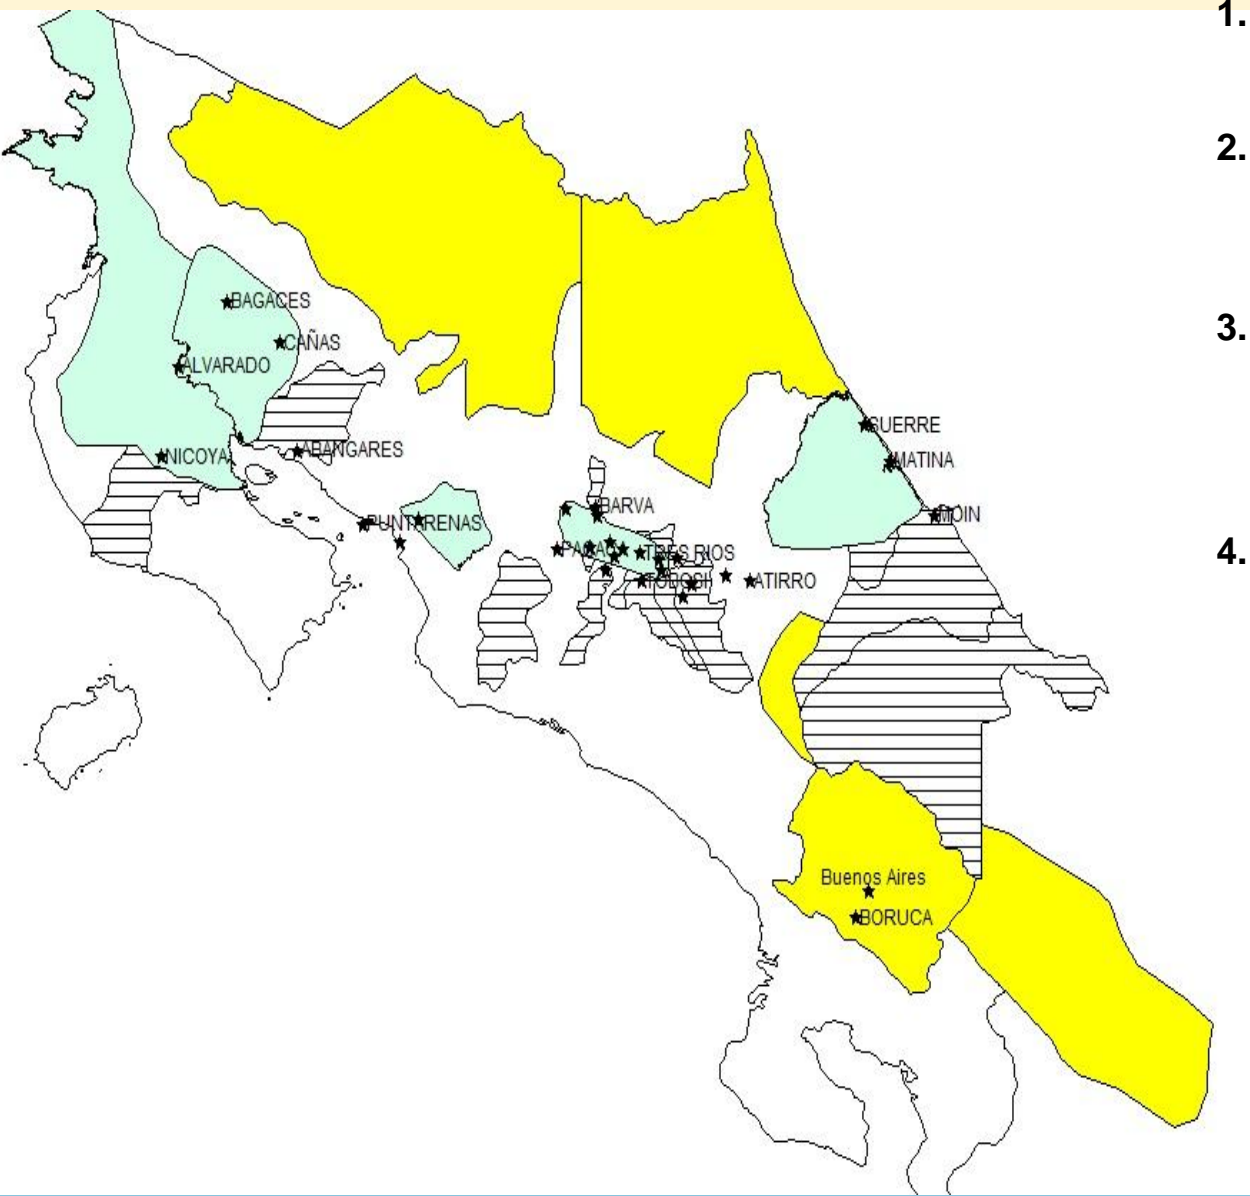 1.
2.
BAGACES
3.
CAÑAS
ALVARADO
SUERRE
NICOYA
ABANGARES
MATINA
BARVA
MOIN
PUNTARENAS
4.
TRES RIOS
ATIRRO
Buenos Aires
BORUCA